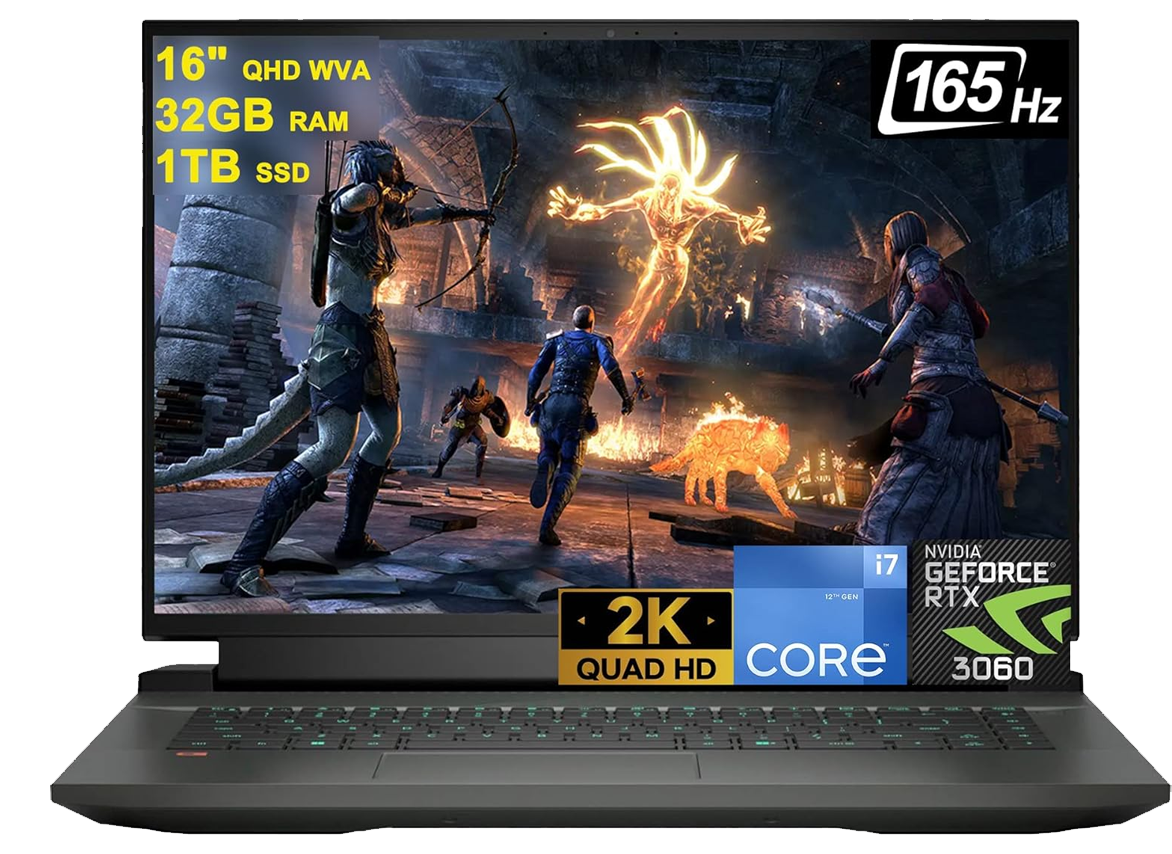 16" QHD WVA
32GB RAM
1TB SSD
165 Hz
2K
QUAD HD
i7
12TH GEN
CORE™
NVIDIA
GEFORCE®
RTX
3060